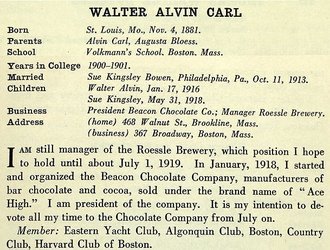 WALTER ALVIN CARL
Born St. Louis, Mo., Nov. 4, 1881.
Parents Alvin Carl, Augusta Bloess.
School Volkmann's School. Boston. Mass.
Years in College 1900-1901.
Married Sue Kingsley Bowen, Philadelphia, Pa., Oct. 11, 1913.
Children Walter Alvin, Jan. 17, 1916
Sue Kingsley, May 31, 1918.
Business President Beacon Chocolate Co.; Manager Roessle Brewery.
Address (home) 468 Walnut St., Brookline, Mass.
(business) 367 Broadway, Boston, Mass.
I AM still manager of the Roessle Brewery, which position I hope
to hold until about July 1, 1919. In January, 1918, I started
and organized the Beacon Chocolate Company, manufacturers of
bar chocolate and cocoa, sold under the brand name of "Ace
High." I am president of the company. It is my intention to de-
vote all my time to the Chocolate Company from July on.
Member: Eastern Yacht Club, Algonquin Club, Boston, Country
Club, Harvard Club of Boston.